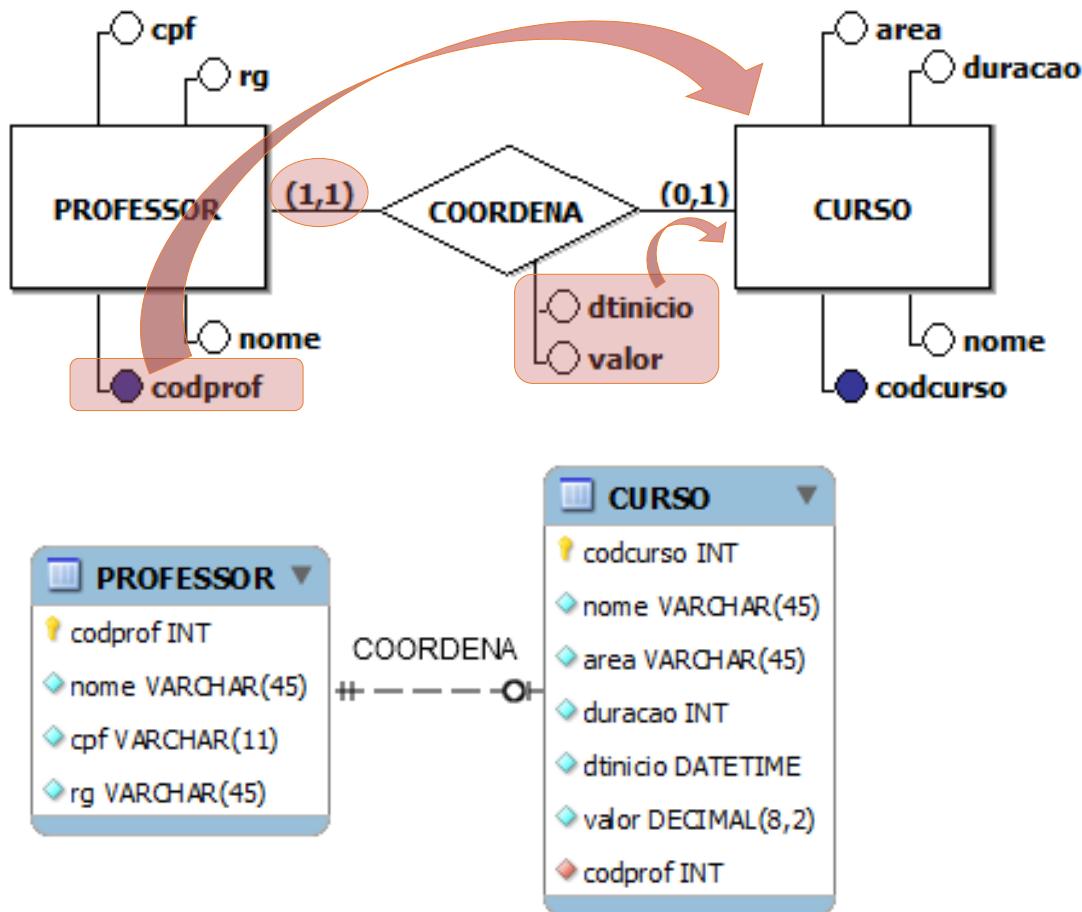 cpf
rg
PROFESSOR
(1,1)
nome
codprof
COORDENA
dtinicio
valor
(0,1)
area
duracao
CURSO
nome
codcurso
PROFESSOR
codprof INT
nome VARCHAR(45)
cpf VARCHAR(11)
rg VARCHAR(45)
COORDENA
CURSO
codcurso INT
nome VARCHAR(45)
area VARCHAR(45)
duracao INT
dtinicio DATETIME
valor DECIMAL(8,2)
codprof INT